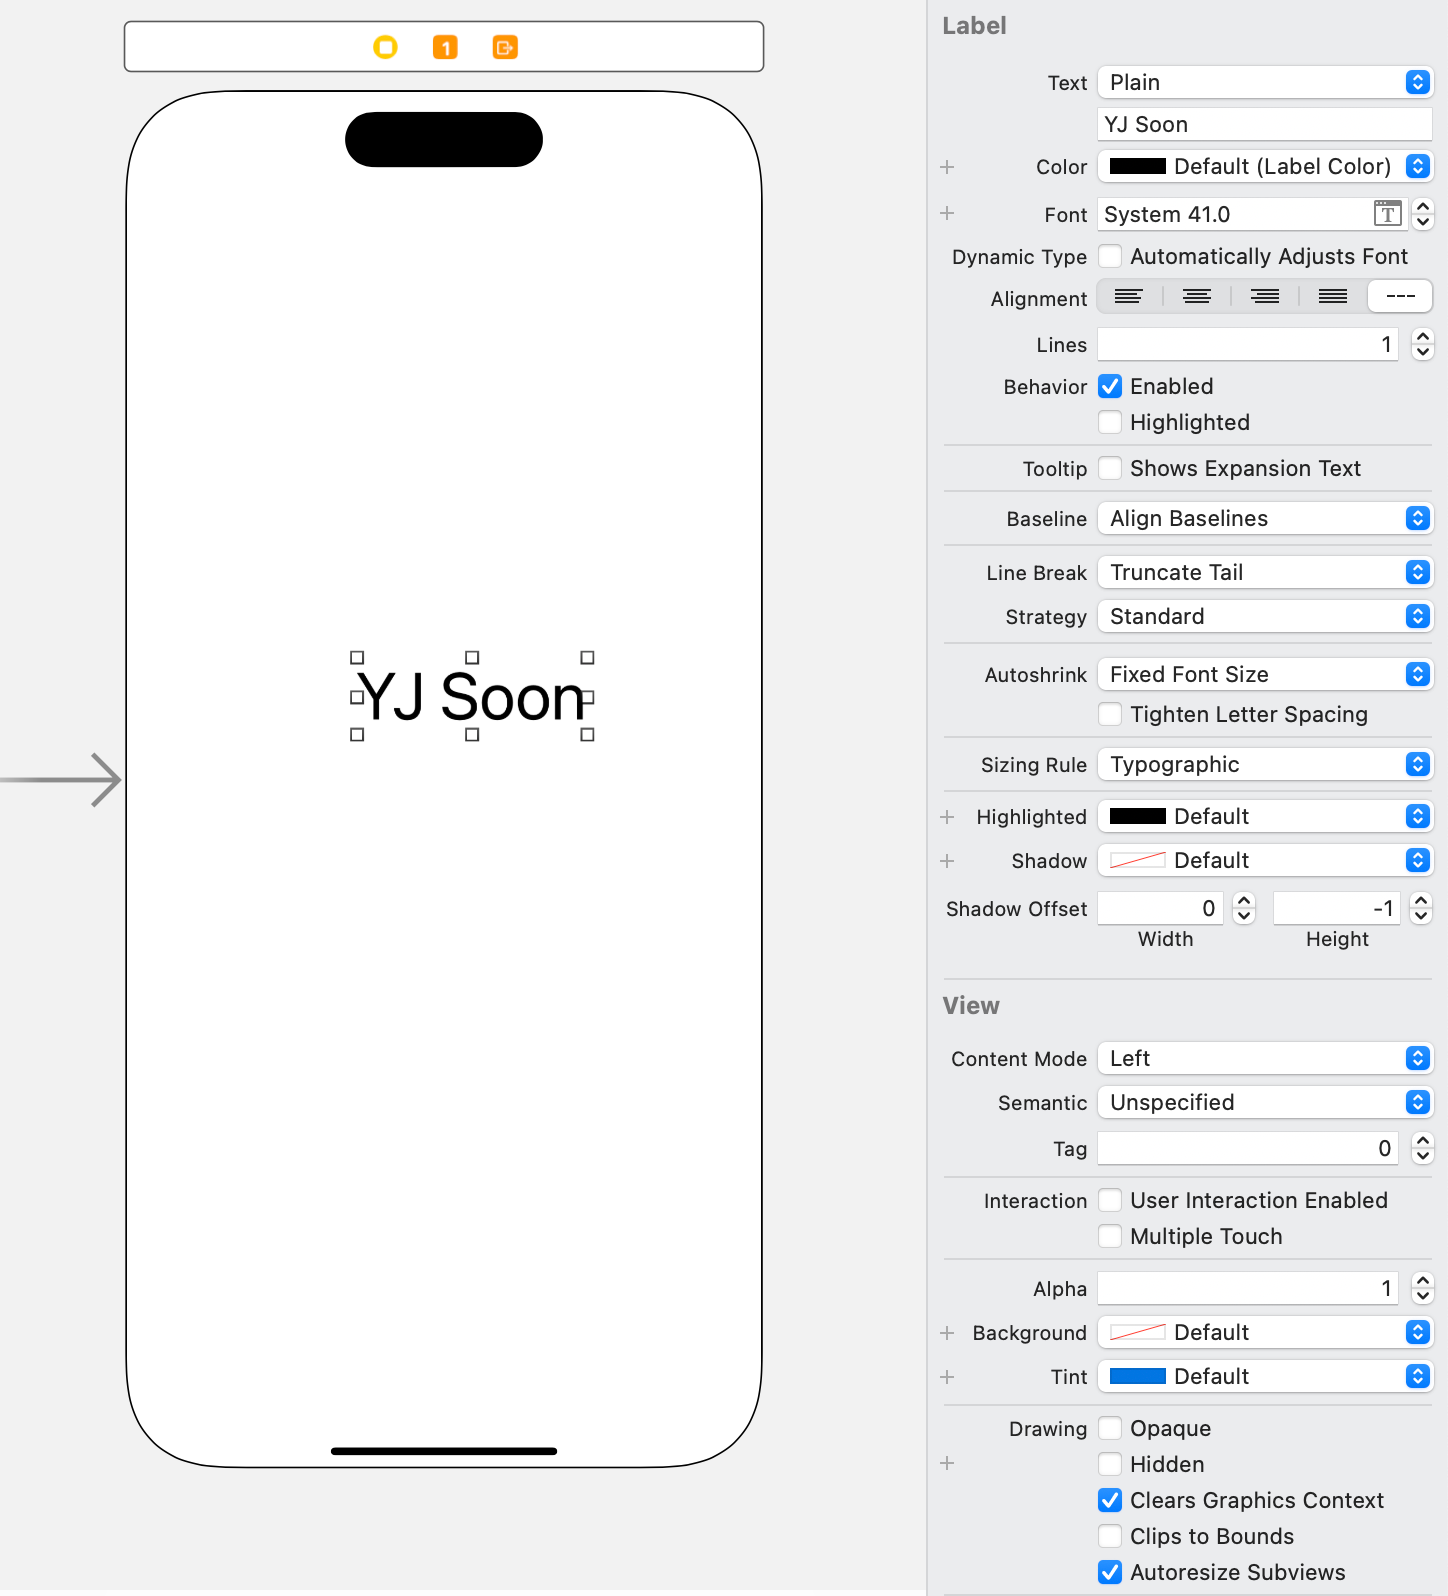 1
YJ Soon
Label
Text Plain
YJ Soon
Color Default (Label Color)
Font System 41.0 T
Dynamic Type Automatically Adjusts Font
Alignment ---
Lines 1
Behavior Enabled
Highlighted
Tooltip Shows Expansion Text
Baseline Align Baselines
Line Break Truncate Tail
Strategy Standard
Autoshrink Fixed Font Size
Tighten Letter Spacing
Sizing Rule Typographic
Highlighted Default
Shadow Default
Shadow Offset 0 -1
Width Height
View
Content Mode Left
Semantic Unspecified
Tag 0
Interaction User Interaction Enabled
Multiple Touch
Alpha 1
Background Default
Tint Default
Drawing Opaque
Hidden
Clears Graphics Context
Clips to Bounds
Autoresize Subviews